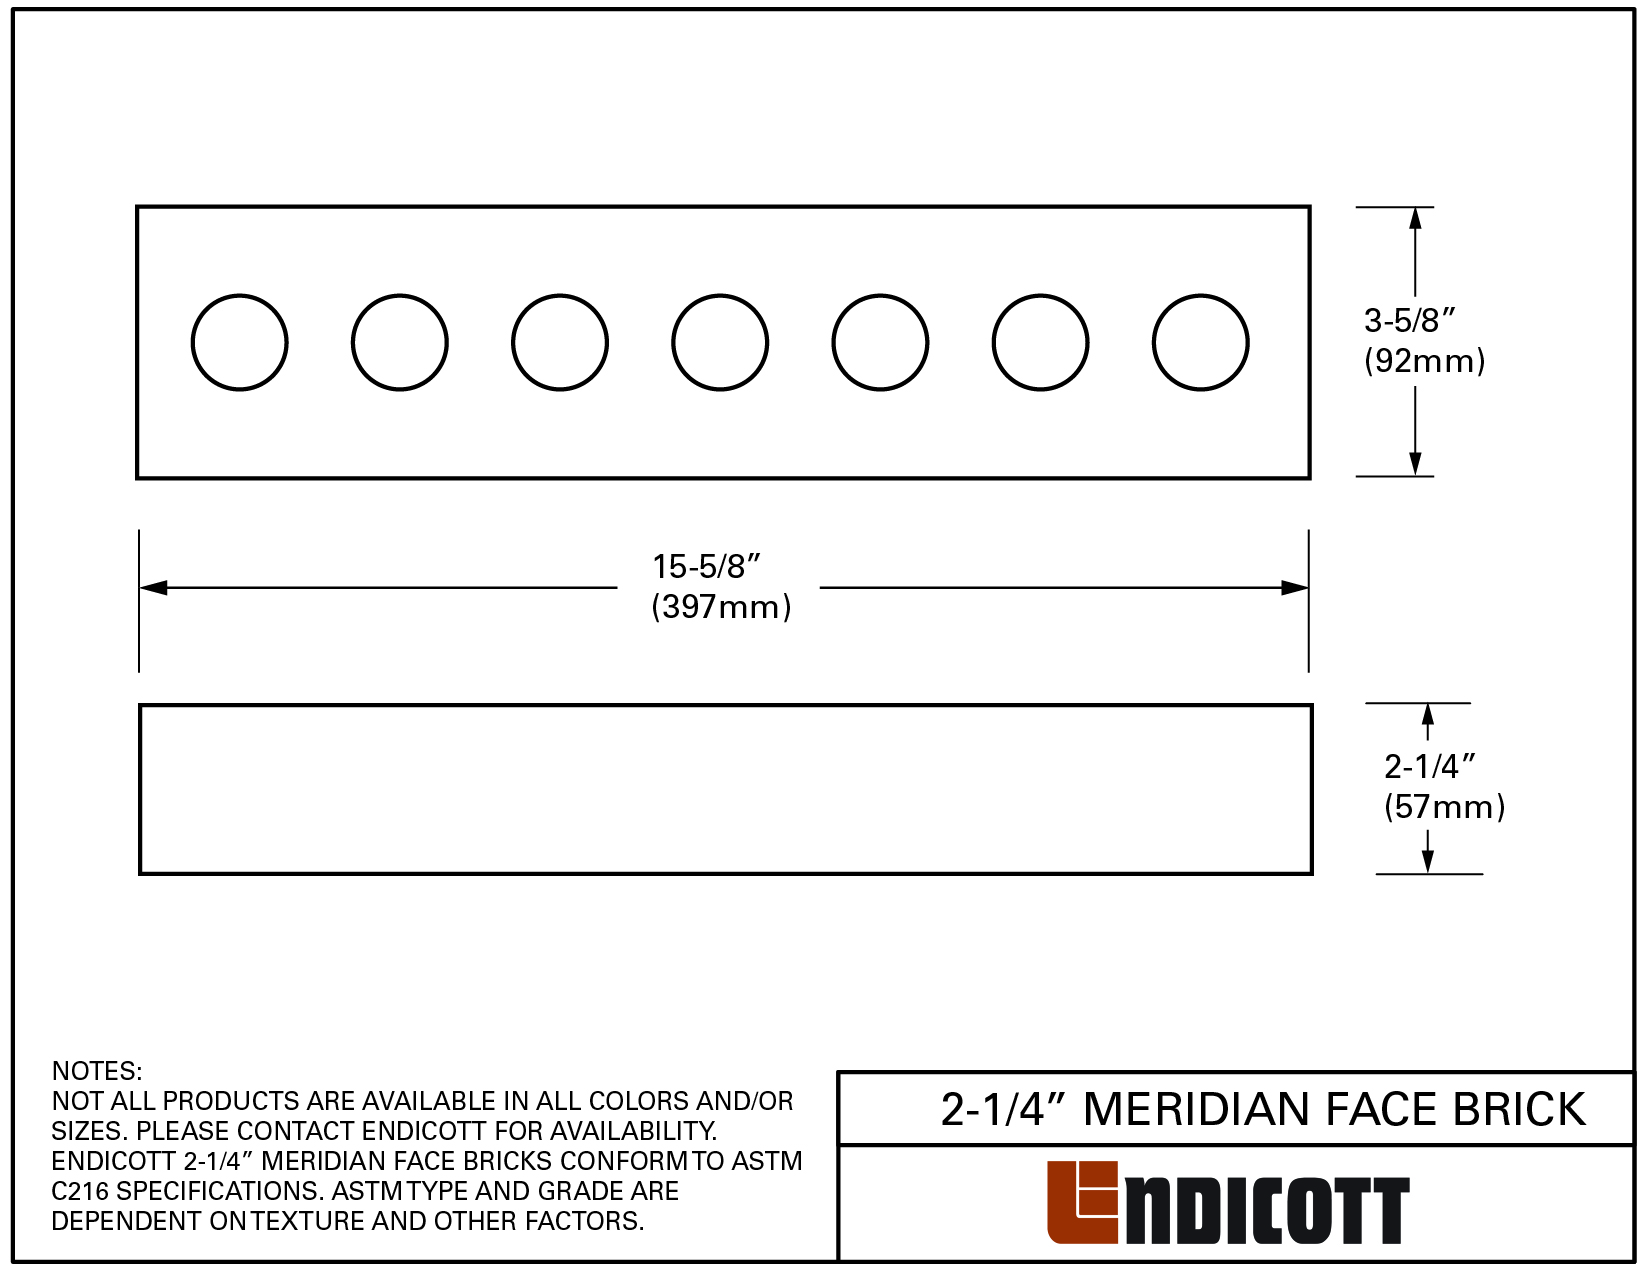 3-5/8"
(92mm)
15-5/8"
(397mm)
2-1/4"
(57mm)
NOTES:
NOT ALL PRODUCTS ARE AVAILABLE IN ALL COLORS AND/OR
SIZES. PLEASE CONTACT ENDICOTT FOR AVAILABILITY.
ENDICOTT 2-1/4" MERIDIAN FACE BRICKS CONFORM TO ASTM
C216 SPECIFICATIONS. ASTM TYPE AND GRADE ARE
DEPENDENT ON TEXTURE AND OTHER FACTORS.
2-1/4" MERIDIAN FACE BRICK
ENDICOTT